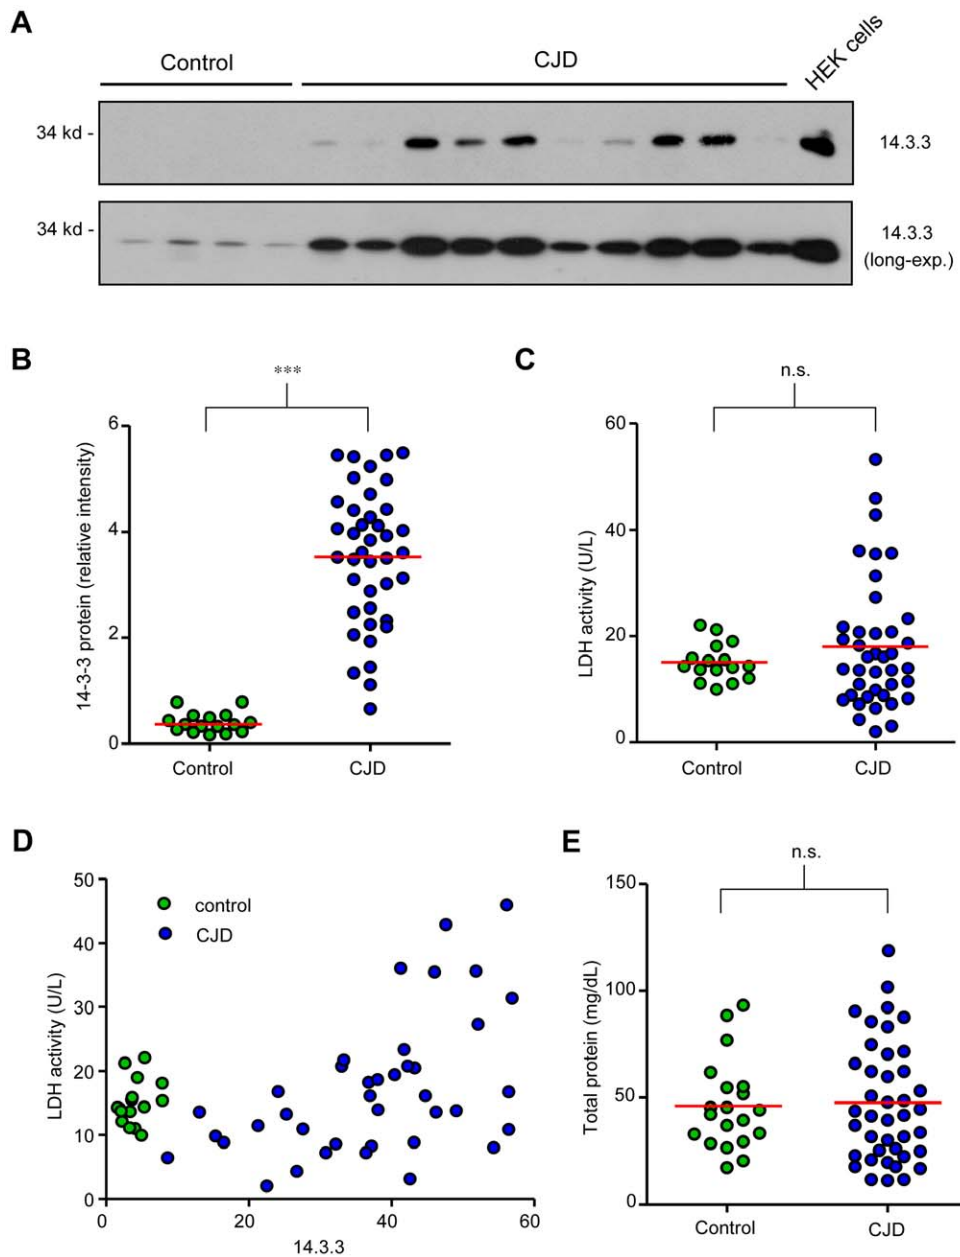 A
Control
CJD
HEK cells
34 kd -
14.3.3
34 kd -
14.3.3
(long-exp.)
B
***
14-3-3 protein (relative intensity)
6
4
2
0
Control
CJD
C
n.s.
LDH activity (U/L)
60
40
20
0
Control
CJD
D
LDH activity (U/L)
50
40
30
20
10
0
control
CJD
0
20
40
60
14.3.3
E
n.s.
Total protein (mg/dL)
150
100
50
0
Control
CJD